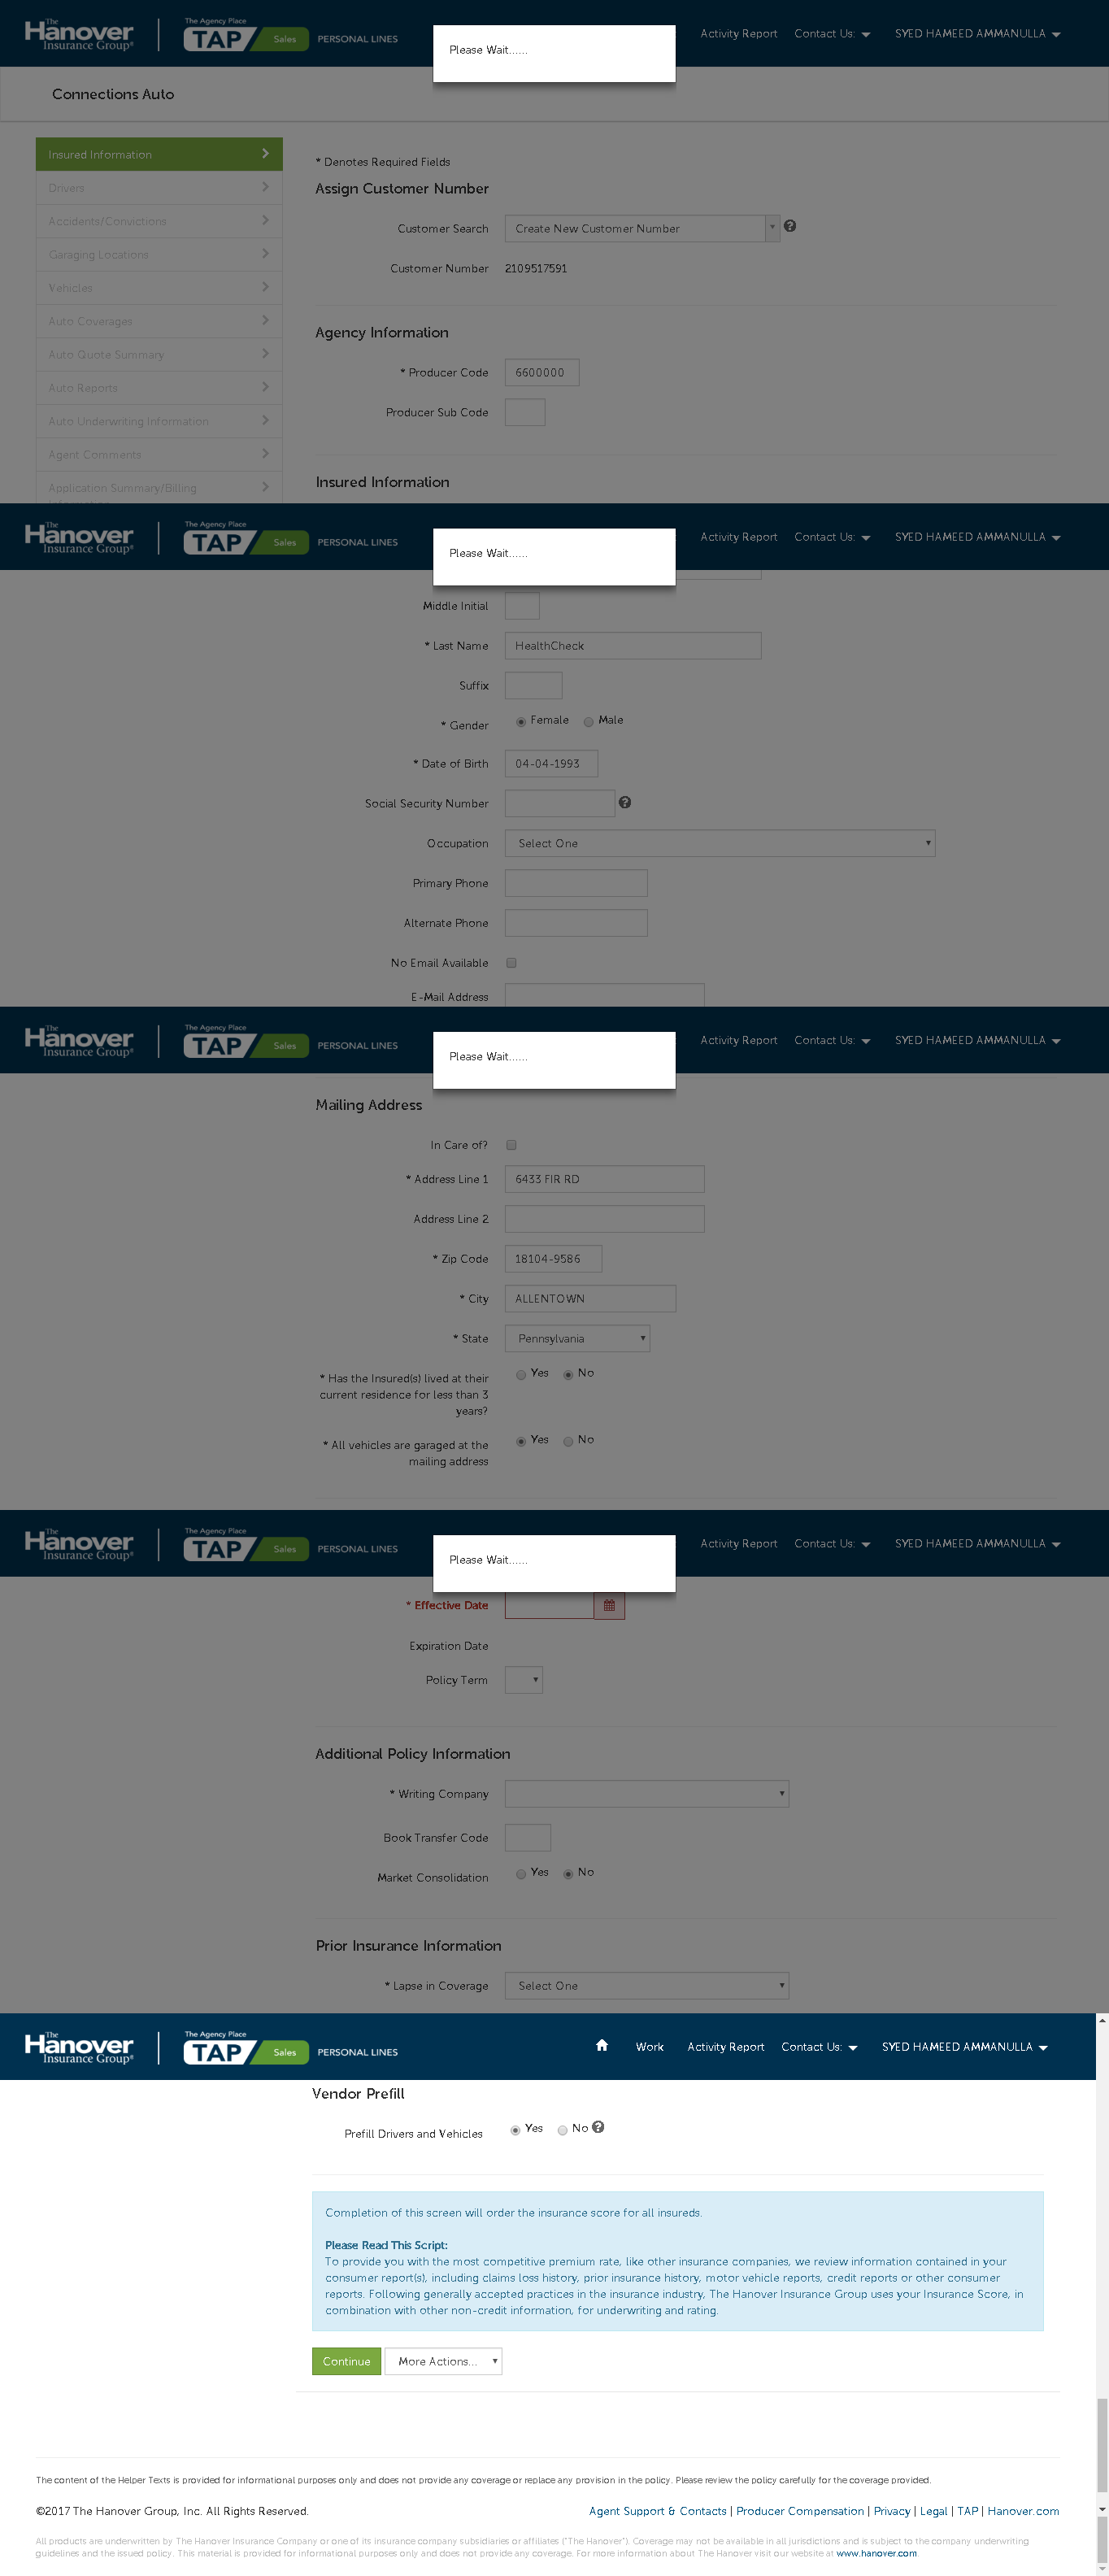 The Hanover Insurance Group®
The Agency Place
TAP Sales PERSONAL LINES
Please Wait......
Activity Report Contact Us: SYED HAMEED AMMANULLA
Connections Auto
Insured Information
Drivers
Accidents/Convictions
Garaging Locations
Vehicles
Auto Coverages
Auto Quote Summary
Auto Reports
Auto Underwriting Information
Agent Comments
Application Summary/Billing
* Denotes Required Fields
Assign Customer Number
Customer Search Create New Customer Number
Customer Number 2109517591
Agency Information
* Producer Code 6600000
Producer Sub Code
Insured Information
The Hanover Insurance Group®
The Agency Place
TAP Sales PERSONAL LINES
Please Wait......
Activity Report Contact Us: SYED HAMEED AMMANULLA
Middle Initial
* Last Name HealthCheck
Suffix
* Gender Female Male
* Date of Birth 04-04-1993
Social Security Number
Occupation Select One
Primary Phone
Alternate Phone
No Email Available
E-Mail Address
The Hanover Insurance Group®
The Agency Place
TAP Sales PERSONAL LINES
Please Wait......
Activity Report Contact Us: SYED HAMEED AMMANULLA
Mailing Address
In Care of?
* Address Line 1 6433 FIR RD
Address Line 2
* Zip Code 18104-9586
* City ALLENTOWN
* State Pennsylvania
* Has the Insured(s) lived at their Yes No
current residence for less than 3
years?
* All vehicles are garaged at the Yes No
mailing address
The Hanover Insurance Group®
The Agency Place
TAP Sales PERSONAL LINES
Please Wait......
Activity Report Contact Us: SYED HAMEED AMMANULLA
* Effective Date
Expiration Date
Policy Term
Additional Policy Information
* Writing Company
Book Transfer Code
Market Consolidation Yes No
Prior Insurance Information
* Lapse in Coverage Select One
The Hanover Insurance Group®
The Agency Place
TAP Sales PERSONAL LINES
Work Activity Report Contact Us: SYED HAMEED AMMANULLA
Vendor Prefill
Prefill Drivers and Vehicles Yes No
Completion of this screen will order the insurance score for all insureds.
Please Read This Script:
To provide you with the most competitive premium rate, like other insurance companies, we review information contained in your
consumer report(s), including claims loss history, prior insurance history, motor vehicle reports, credit reports or other consumer
reports. Following generally accepted practices in the insurance industry, The Hanover Insurance Group uses your Insurance Score, in
combination with other non-credit information, for underwriting and rating.
Continue More Actions...
The content of the Helper Texts is provided for informational purposes only and does not provide any coverage or replace any provision in the policy. Please review the policy carefully for the coverage provided.
©2017 The Hanover Group, Inc. All Rights Reserved.
Agent Support & Contacts | Producer Compensation | Privacy | Legal | TAP | Hanover.com
All products are underwritten by The Hanover Insurance Company or one of its insurance company subsidiaries or affiliates ("The Hanover"). Coverage may not be available in all jurisdictions and is subject to the company underwriting
guidelines and the issued policy. This material is provided for informational purposes only and does not provide any coverage. For more information about The Hanover visit our website at www.hanover.com.